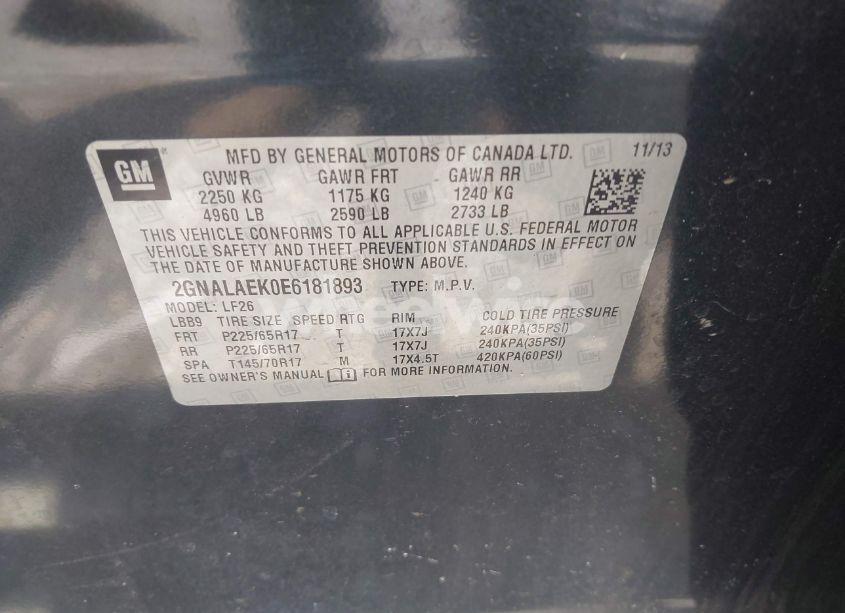 GM MFD BY GENERAL MOTORS OF CANADA LTD. 11/13
GVWR GAWR FRT GAWR RR
2250 KG 1175 KG 1240 KG
4960 LB 2590 LB 2733 LB
THIS VEHICLE CONFORMS TO ALL APPLICABLE U.S. FEDERAL MOTOR
VEHICLE SAFETY AND THEFT PREVENTION STANDARDS IN EFFECT ON
THE DATE OF MANUFACTURE SHOWN ABOVE.
2GNALAEK0E6181893 TYPE: M.P.V.
MODEL: LF26
LBB9 TIRE SIZE SPEED RTG RIM COLD TIRE PRESSURE
FRT P225/65R17 T 17X7J 240KPA(35PSI)
RR P225/65R17 T 17X7J 240KPA(35PSI)
SPA T145/70R17 M 17X4.5T 420KPA(60PSI)
SEE OWNER'S MANUAL FOR MORE INFORMATION.